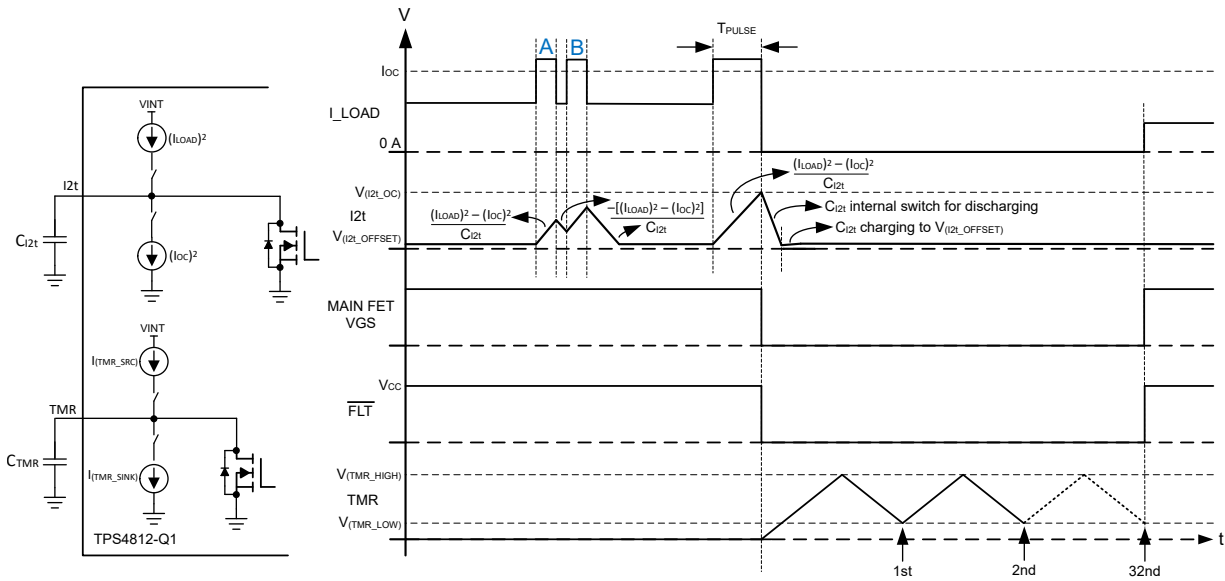 VINT
(ILOAD)²
I2t
CI2t
(IOC)²
VINT
I(TMR_SRC)
TMR
CTMR
I(TMR_SINK)
TPS4812-Q1
V
A
B
TPULSE
IOC
I_LOAD
0 A
V(I2t_OC)
I2t
V(I2t_OFFSET)
(ILOAD)² – (IOC)²
CI2t
–[(ILOAD)² – (IOC)²]
CI2t
(ILOAD)² – (IOC)²
CI2t
CI2t internal switch for discharging
CI2t charging to V(I2t_OFFSET)
MAIN FET
VGS
VCC
FLT
V(TMR_HIGH)
TMR
V(TMR_LOW)
t
1st
2nd
32nd